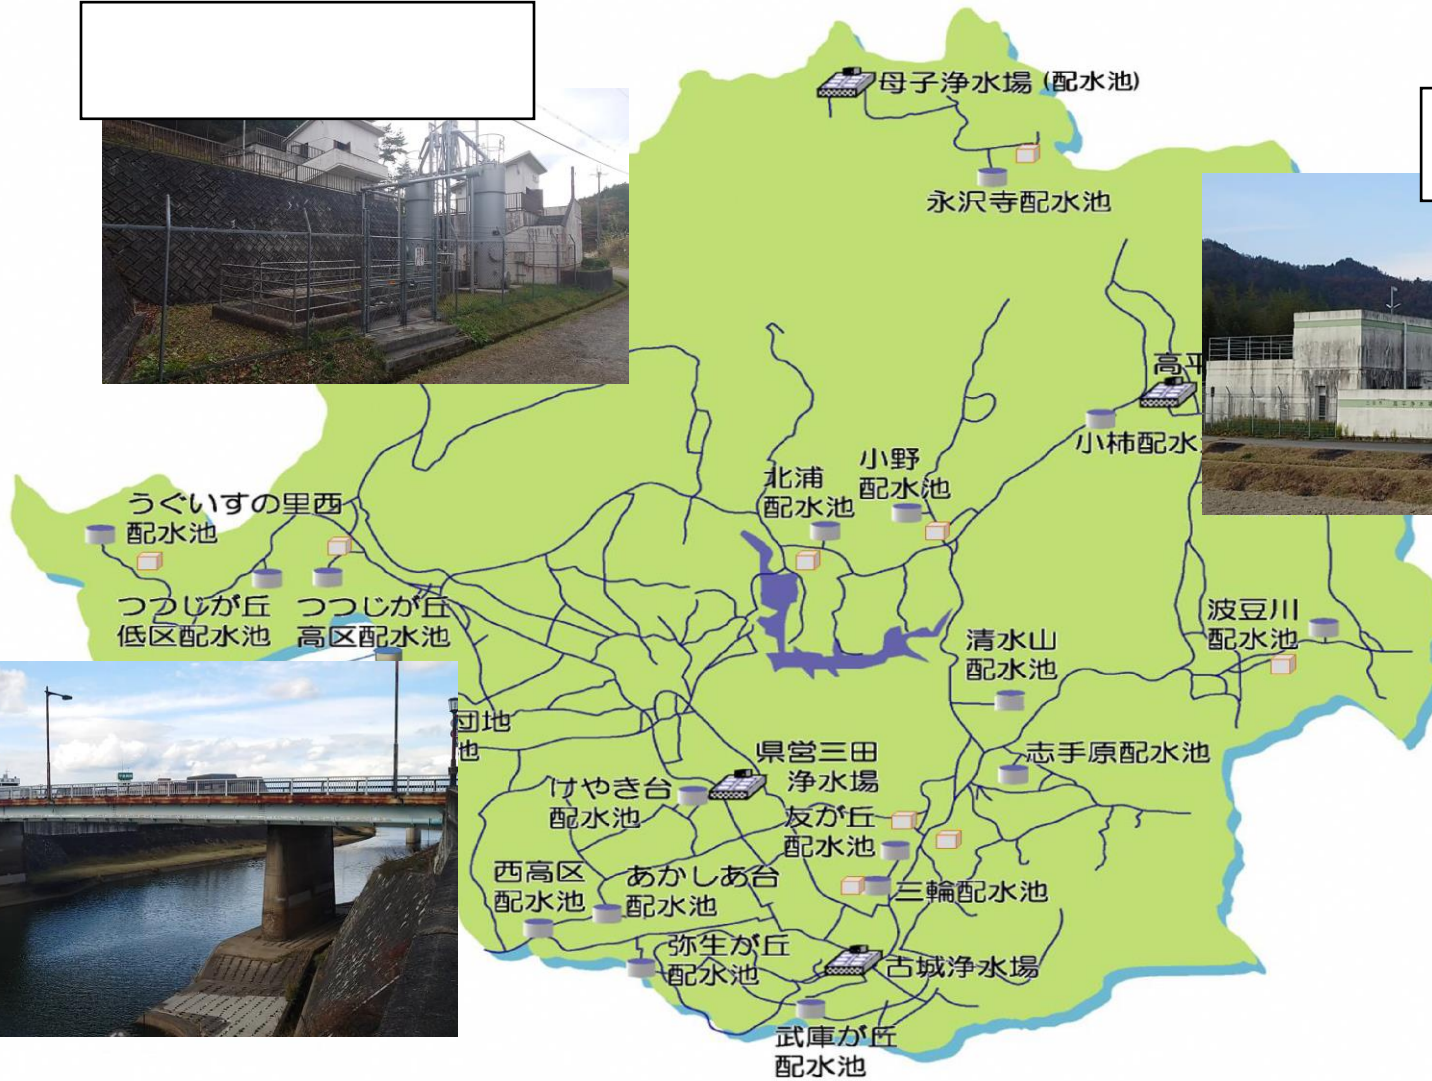 母子浄水場 (配水池)
永沢寺配水池
高平
小柿配水
小野
配水池
北浦
配水池
うぐいすの里西
配水池
つつじが丘
低区配水池
つつじが丘
高区配水池
波豆川
配水池
清水山
配水池
団地
池
県営三田
浄水場
志手原配水池
けやき台
配水池
友が丘
配水池
西高区
配水池
あかしあ台
配水池
三輪配水池
弥生が丘
配水池
古城浄水場
武庫が丘
配水池